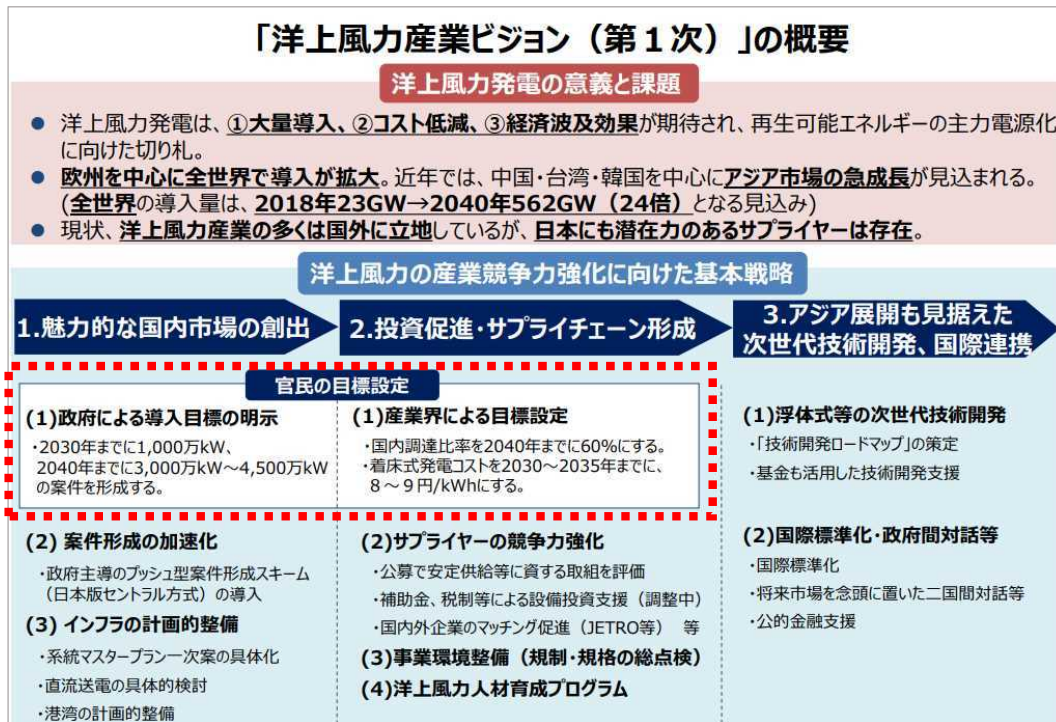 「洋上風力産業ビジョン（第１次）」の概要
洋上風力発電の意義と課題
● 洋上風力発電は、①大量導入、②コスト低減、③経済波及効果が期待され、再生可能エネルギーの主力電源化
に向けた切り札。
● 欧州を中心に全世界で導入が拡大。近年では、中国・台湾・韓国を中心にアジア市場の急成長が見込まれる。
(全世界の導入量は、2018年23GW→2040年562GW（24倍）となる見込み)
● 現状、洋上風力産業の多くは国外に立地しているが、日本にも潜在力のあるサプライヤーは存在。
洋上風力の産業競争力強化に向けた基本戦略
1.魅力的な国内市場の創出
2.投資促進・サプライチェーン形成
3.アジア展開も見据えた
次世代技術開発、国際連携
官民の目標設定
(1)政府による導入目標の明示
・2030年までに1,000万kW、
2040年までに3,000万kW～4,500万kW
の案件を形成する。
(2) 案件形成の加速化
・政府主導のプッシュ型案件形成スキーム
（日本版セントラル方式）の導入
(3) インフラの計画的整備
・系統マスタープラン一次案の具体化
・直流送電の具体的検討
・港湾の計画的整備
(1)産業界による目標設定
・国内調達比率を2040年までに60%にする。
・着床式発電コストを2030～2035年までに、
８～９円/kWhにする。
(2)サプライヤーの競争力強化
・公募で安定供給等に資する取組を評価
・補助金、税制等による設備投資支援（調整中）
・国内外企業のマッチング促進（JETRO等） 等
(3)事業環境整備（規制・規格の総点検）
(4)洋上風力人材育成プログラム
(1)浮体式等の次世代技術開発
・「技術開発ロードマップ」の策定
・基金も活用した技術開発支援
(2)国際標準化・政府間対話等
・国際標準化
・将来市場を念頭に置いた二国間対話等
・公的金融支援